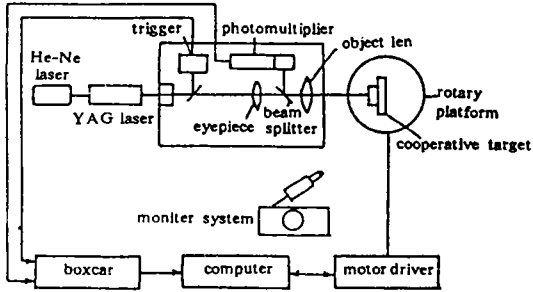 trigger
photomultiplier
object len
He-Ne
laser
YAG laser
eyepiece
beam
splitter
rotary
platform
cooperative target
moniter system
boxcar
computer
motor driver